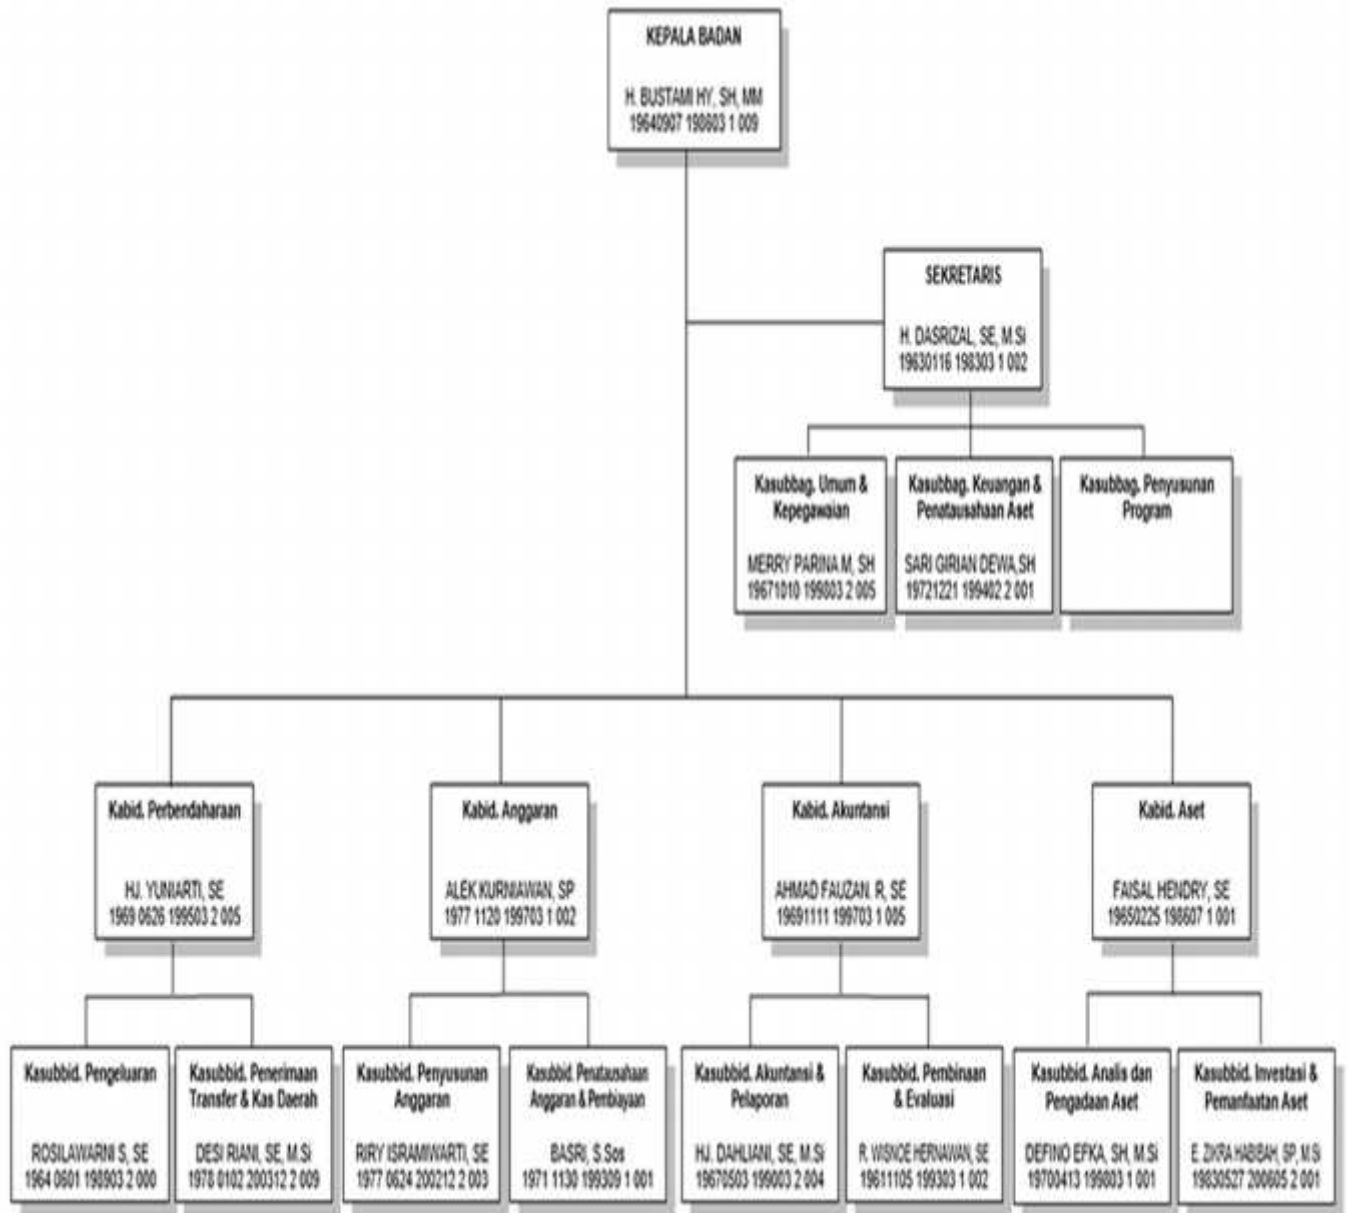 KEPALA BADAN
H. BUSTAMI HY, SH, MM
19640907 198603 1 009
SEKRETARIS
H. DASRIZAL, SE, M.Si
19630116 198303 1 002
Kasubbag. Umum &
Kepegawaian
MERRY PARINA M, SH
19671010 199803 2 005
Kasubbag. Keuangan &
Penatausahaan Aset
SARI GIRIAN DEWA,SH
19721221 199402 2 001
Kasubbag. Penyusunan
Program
Kabid. Perbendaharaan
HJ. YUNIARTI, SE
1969 0626 199503 2 005
Kabid. Anggaran
ALEK KURNIAWAN, SP
1977 1120 199703 1 002
Kabid. Akuntansi
AHMAD FAUZAN. R, SE
19691111 199703 1 005
Kabid. Aset
FAISAL HENDRY, SE
19650225 198607 1 001
Kasubbid. Pengeluaran
ROSILAWARNI S, SE
1964 0601 198903 2 000
Kasubbid. Penerimaan
Transfer & Kas Daerah
DESI RIANI, SE, M.Si
1978 0102 200312 2 009
Kasubbid. Penyusunan
Anggaran
RIRY ISRAMIWARTI, SE
1977 0624 200212 2 003
Kasubbid. Penatausahaan
Anggaran & Pembiayaan
BASRI, S.Sos
1971 1130 199309 1 001
Kasubbid. Akuntansi &
Pelaporan
HJ. DAHLIANI, SE, M.Si
19670503 199003 2 004
Kasubbid. Pembinaan
& Evaluasi
R. HERNAWAN, SE
19611105 199303 1 002
Kasubbid. Analis dan
Pengadaan Aset
DEFINO EFKA, SH, M.Si
19700413 199803 1 001
Kasubbid. Investasi &
Pemanfaatan Aset
E. ZIKRA HABIBAH, SP, M.Si
19830527 200605 2 001